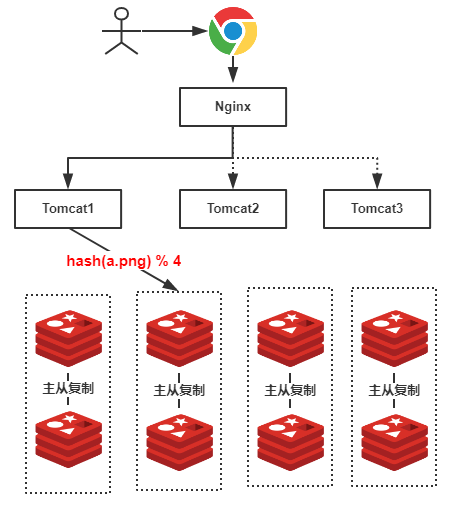 Nginx
Tomcat1
Tomcat2
Tomcat3
hash(a.png) % 4
主从复制
主从复制
主从复制
主从复制